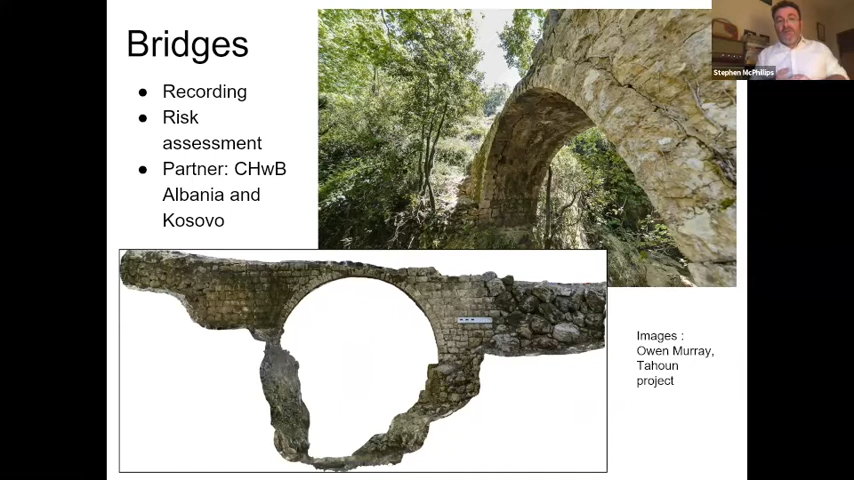 Bridges
● Recording
● Risk
assessment
● Partner: CHwB
Albania and
Kosovo
Stephen McPhillips
Images :
Owen Murray,
Tahoun
project